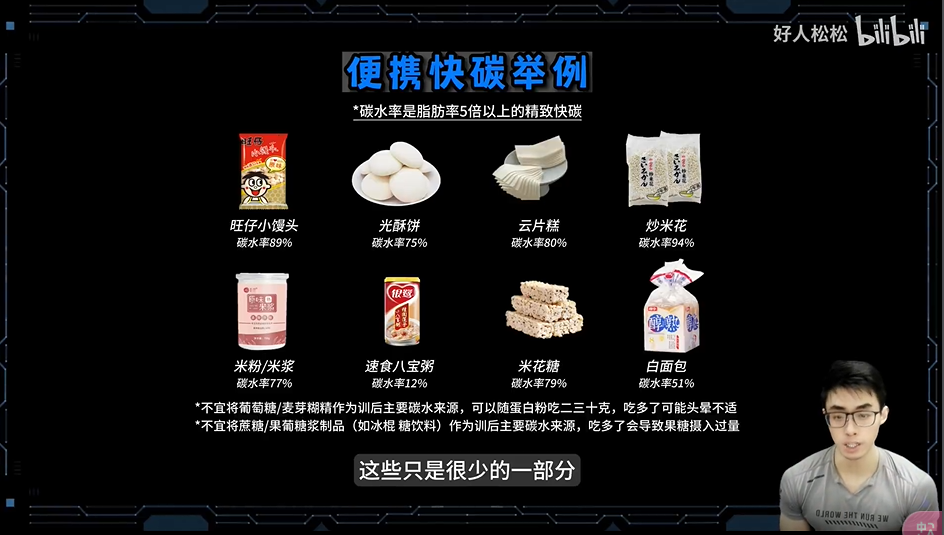 好人松松 bilibili
便携快碳举例
*碳水率是脂肪率5倍以上的精致快碳
旺仔小馒头
碳水率89%
光酥饼
碳水率75%
云片糕
碳水率80%
炒米花
碳水率94%
米粉/米浆
碳水率77%
速食八宝粥
碳水率12%
米花糖
碳水率79%
白面包
碳水率51%
*不宜将葡萄糖/麦芽糊精作为训后主要碳水来源，可以随蛋白粉吃二三十克，吃多了可能头晕不适
*不宜将蔗糖/果葡糖浆制品（如冰棍 糖饮料）作为训后主要碳水来源，吃多了会导致果糖摄入过量
这些只是很少的一部分
WE RUN THE WORLD